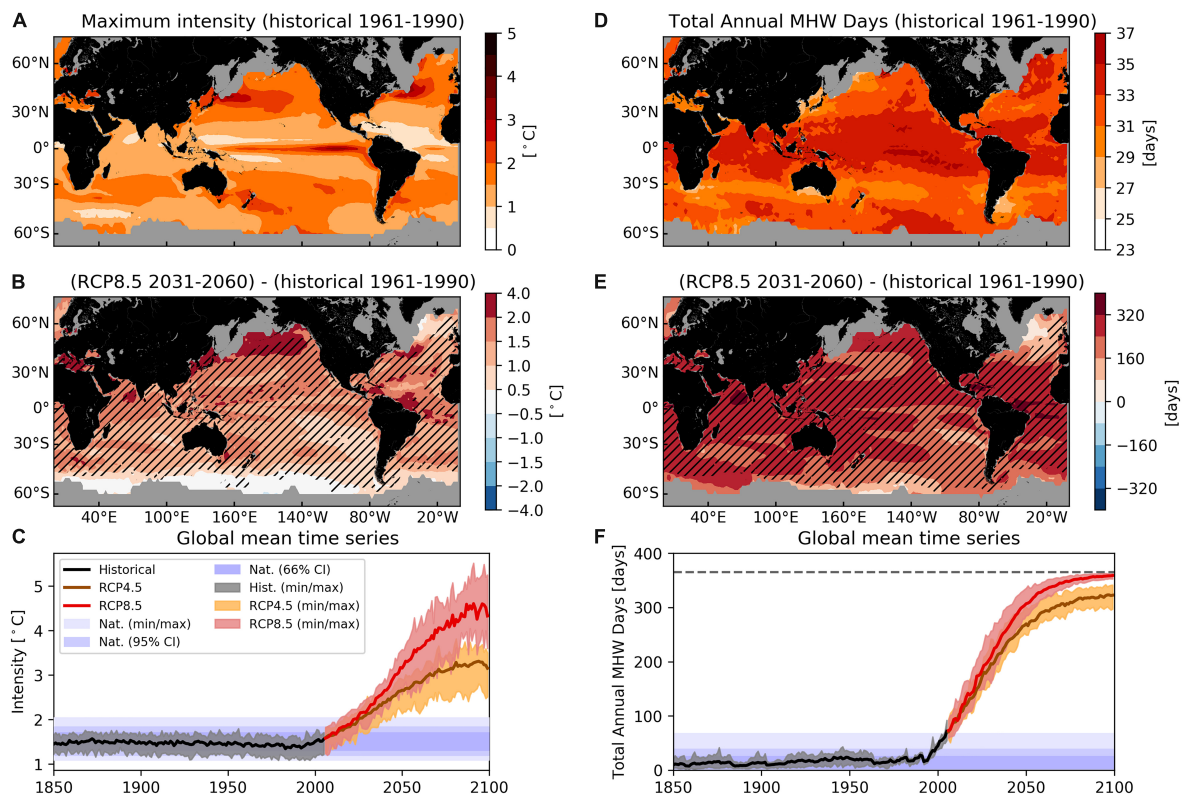 A
Maximum intensity (historical 1961-1990)
60°N
30°N
0°
30°S
60°S
5
4
3
2
1
0
[°C]
D
Total Annual MHW Days (historical 1961-1990)
60°N
30°N
0°
30°S
60°S
37
35
33
31
29
27
25
23
[days]
B
(RCP8.5 2031-2060) - (historical 1961-1990)
60°N
30°N
0°
30°S
60°S
40°E
100°E
160°E
140°W
80°W
20°W
4.0
2.0
1.5
1.0
0.5
−0.5
−1.0
−1.5
−2.0
−4.0
[°C]
E
(RCP8.5 2031-2060) - (historical 1961-1990)
60°N
30°N
0°
30°S
60°S
40°E
100°E
160°E
140°W
80°W
20°W
320
160
0
−160
−320
[days]
C
Global mean time series
Intensity [°C]
5
4
3
2
1
1850
1900
1950
2000
2050
2100
Historical
RCP4.5
RCP8.5
Nat. (min/max)
Nat. (95% CI)
Nat. (66% CI)
Hist. (min/max)
RCP4.5 (min/max)
RCP8.5 (min/max)
F
Global mean time series
Total Annual MHW Days [days]
400
300
200
100
0
1850
1900
1950
2000
2050
2100